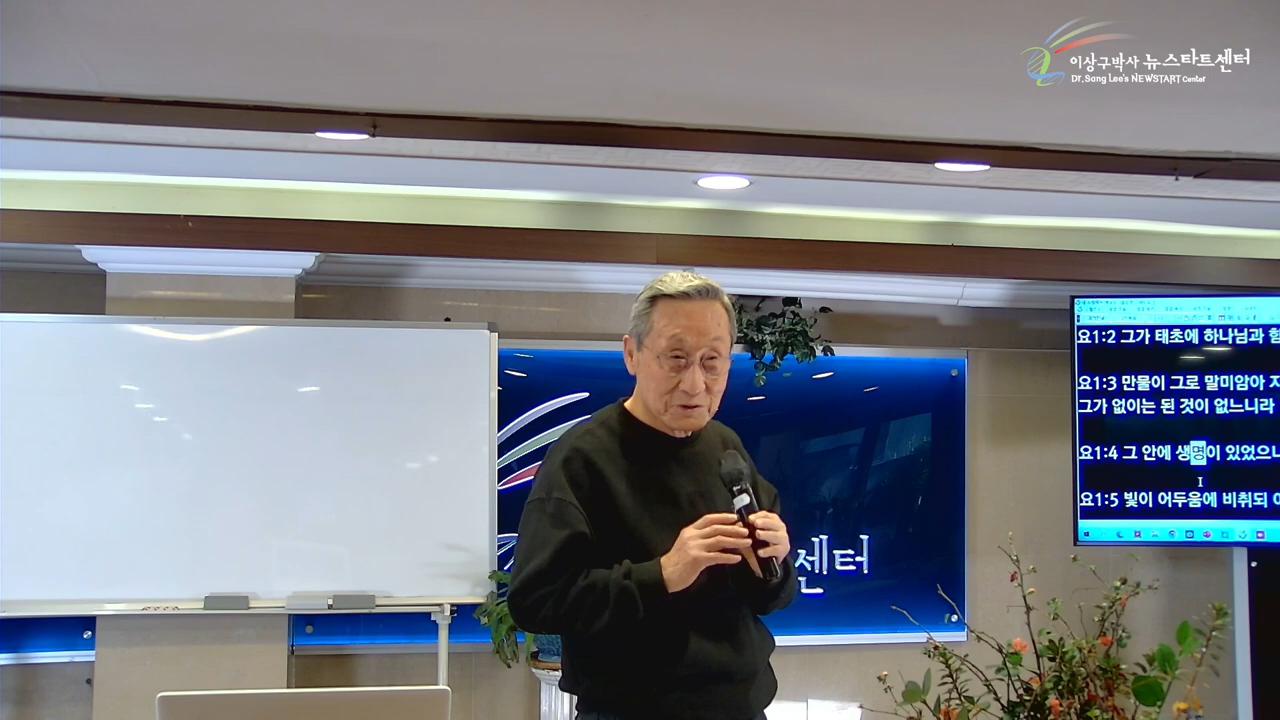 이상구박사 뉴스타트센터
Dr. Sang Lee's NEWSTART Center
요1:2 그가 태초에 하나님과 함
요1:3 만물이 그로 말미암아 지
그가 없이는 된 것이 없느니라
요1:4 그 안에 생명이 있었으니
요1:5 빛이 어두움에 비취되 어
센터